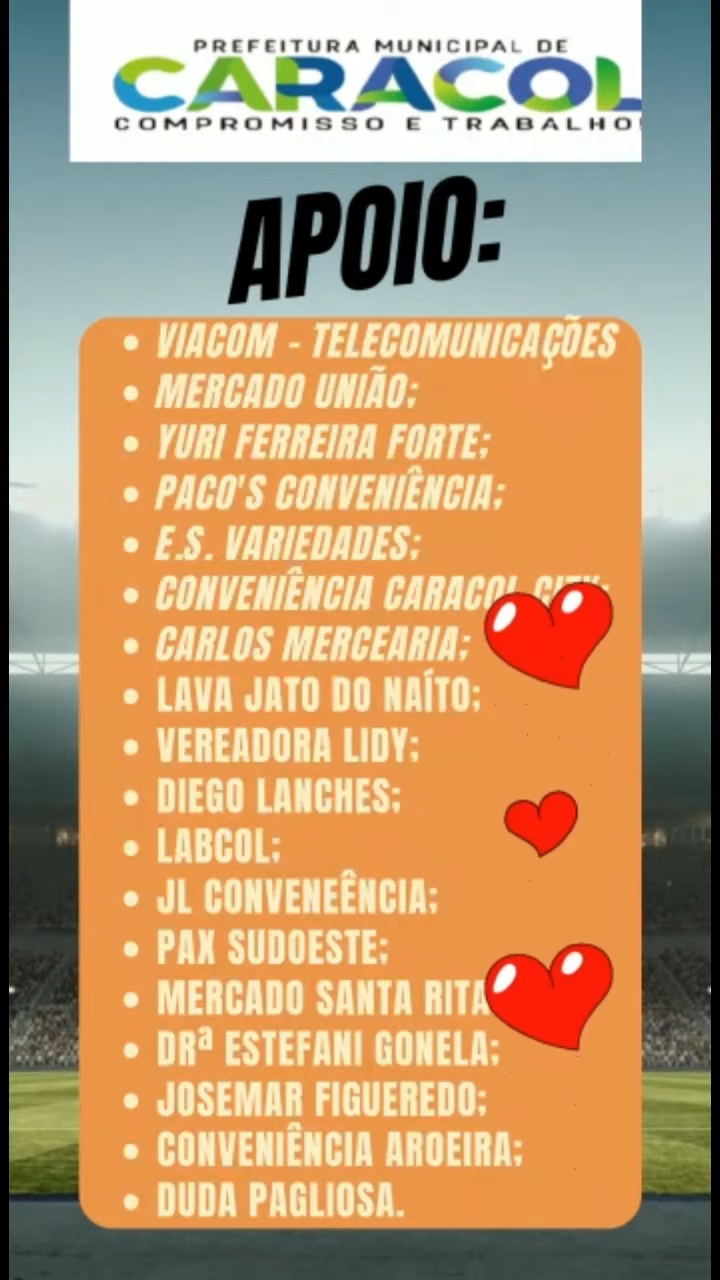 PREFEITURA MUNICIPAL DE
CARACOL
COMPROMISSO E TRABALHO!
APOIO:
• VIACOM - TELECOMUNICAÇÕES
• MERCADO UNIÃO;
• YURI FERREIRA FORTE;
• PACO'S CONVENIÊNCIA;
• E.S. VARIEDADES;
• CONVENIÊNCIA CARACOL CITY;
• CARLOS MERCEARIA;
• LAVA JATO DO NAÍTO;
• VEREADORA LIDY;
• DIEGO LANCHES;
• LABCOL;
• JL CONVENEÊNCIA;
• PAX SUDOESTE;
• MERCADO SANTA RITA
• DRª ESTEFANI GONELA;
• JOSEMAR FIGUEREDO;
• CONVENIÊNCIA AROEIRA;
• DUDA PAGLIOSA.